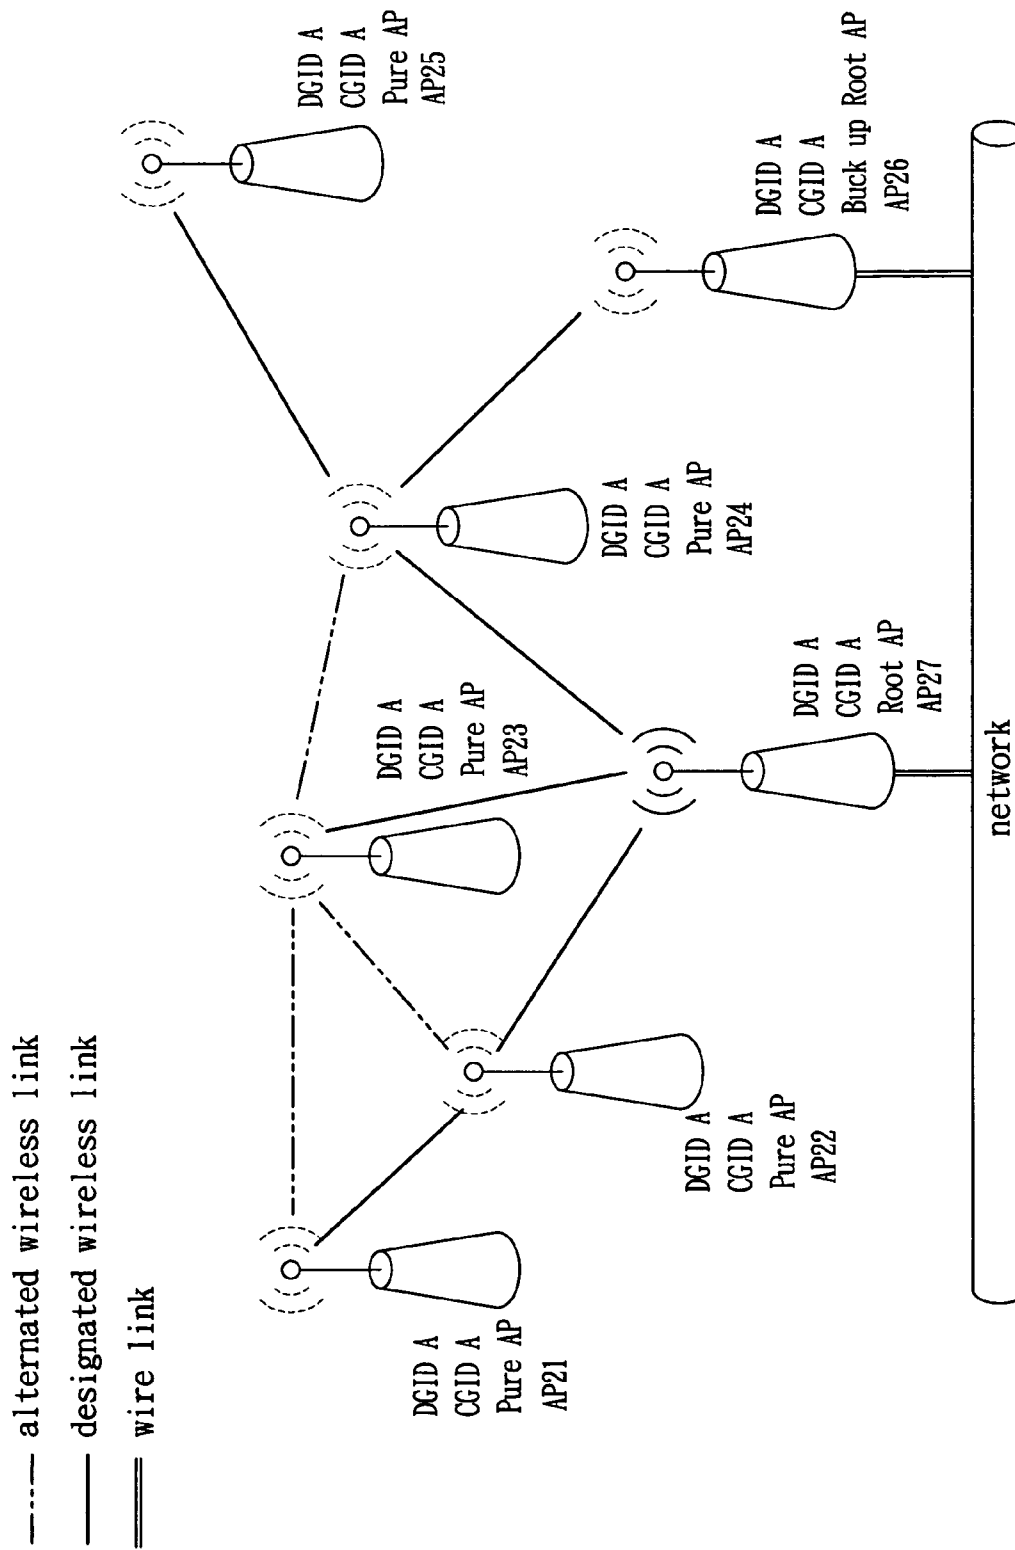 alternated wireless link
designated wireless link
wire link
DGID A
CGID A
Pure AP
AP21
DGID A
CGID A
Pure AP
AP22
DGID A
CGID A
Pure AP
AP23
DGID A
CGID A
Pure AP
AP24
DGID A
CGID A
Pure AP
AP25
DGID A
CGID A
Root AP
AP27
DGID A
CGID A
Buck up Root AP
AP26
network